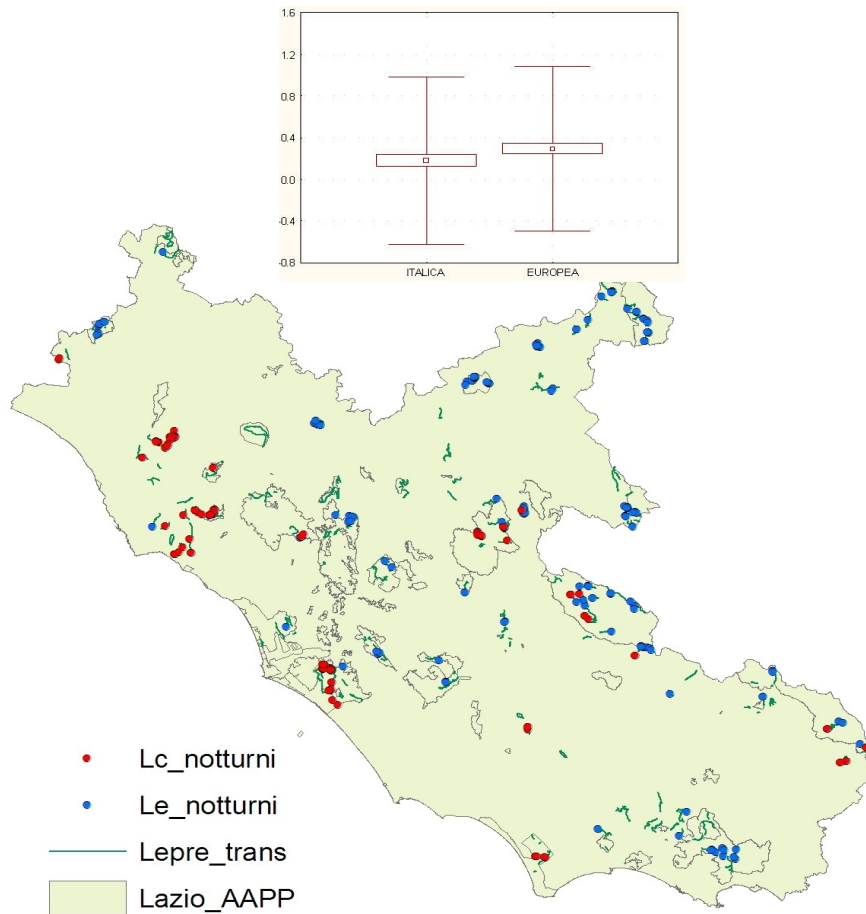 1.6
1.2
0.8
0.4
0.0
-0.4
-0.8
ITALICA EUROPEA
Lc_notturni
Le_notturni
Lepre_trans
Lazio_AAPP